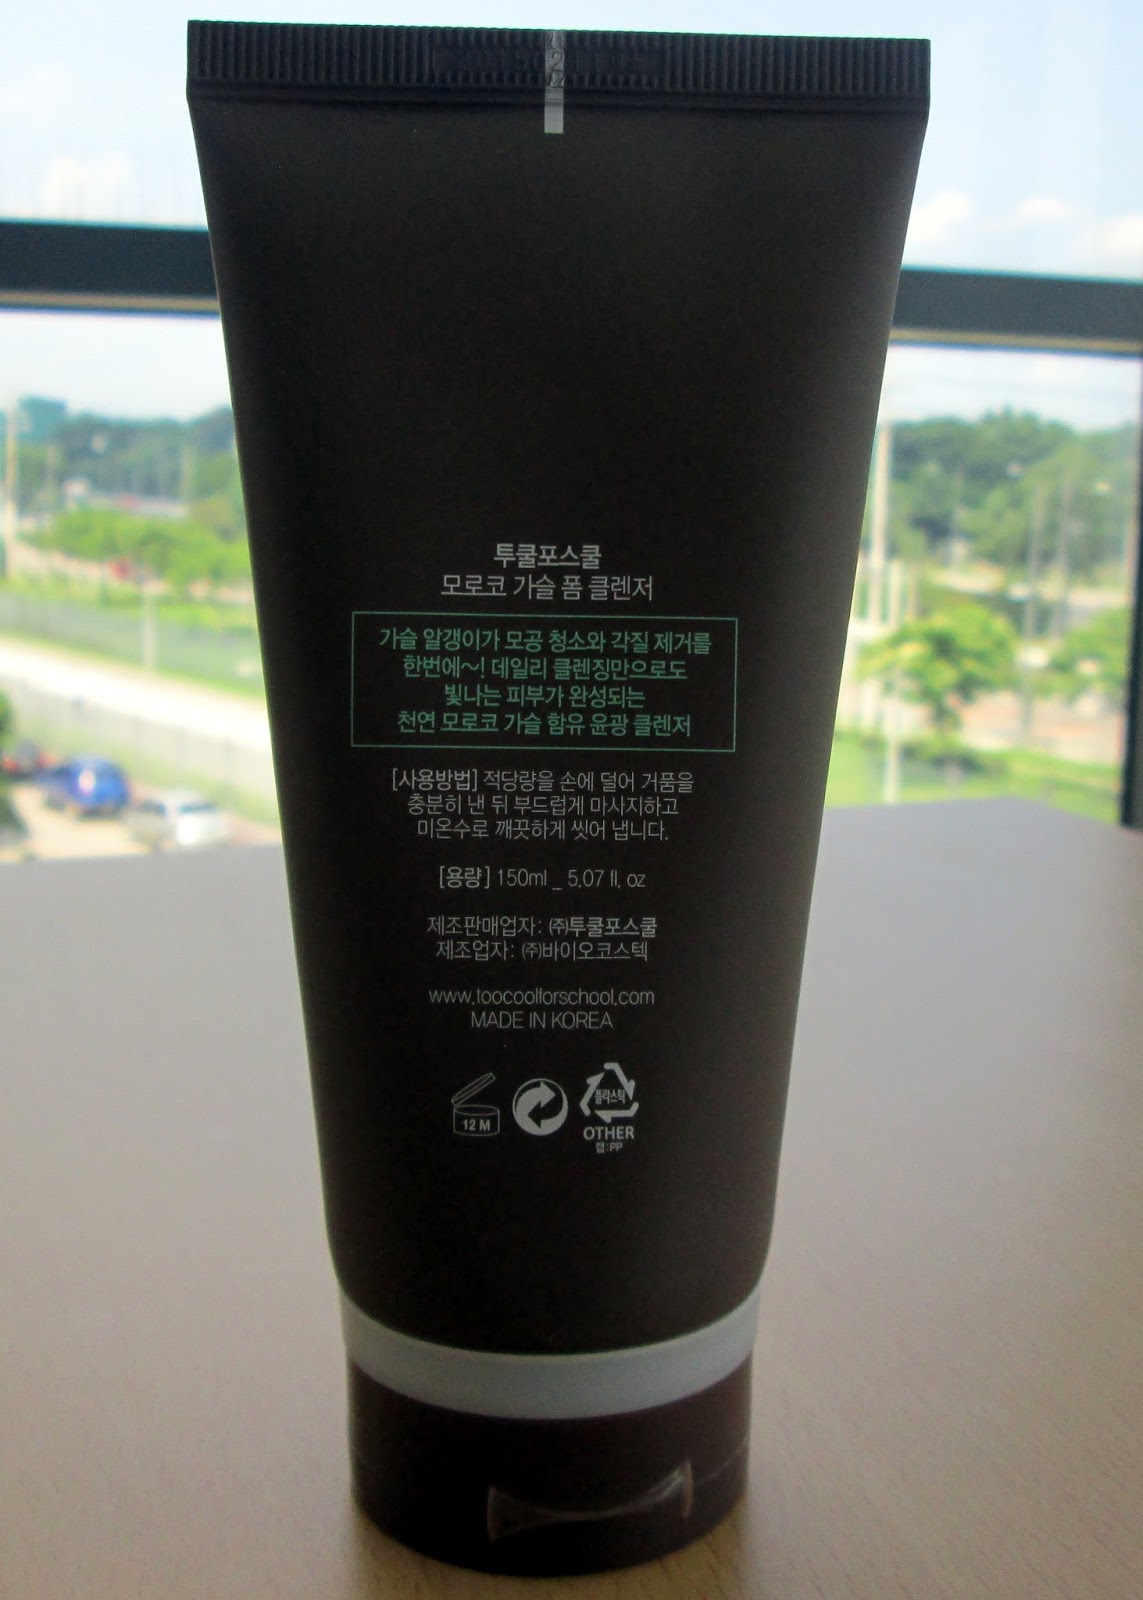 투쿨포스쿨
모로코 가슬 폼 클렌저
가슬 알갱이가 모공 청소와 각질 제거를
한번에~! 데일리 클렌징만으로도
빛나는 피부가 완성되는
천연 모로코 가슬 함유 윤광 클렌저
[사용방법] 적당량을 손에 덜어 거품을
충분히 낸 뒤 부드럽게 마사지하고
미온수로 깨끗하게 씻어 냅니다.
[용량] 150ml _ 5.07 fl. oz
제조판매업자: ㈜투쿨포스쿨
제조업자: ㈜바이오코스텍
www.toocoolforschool.com
MADE IN KOREA
12 M
플라스틱
OTHER
캡:PP